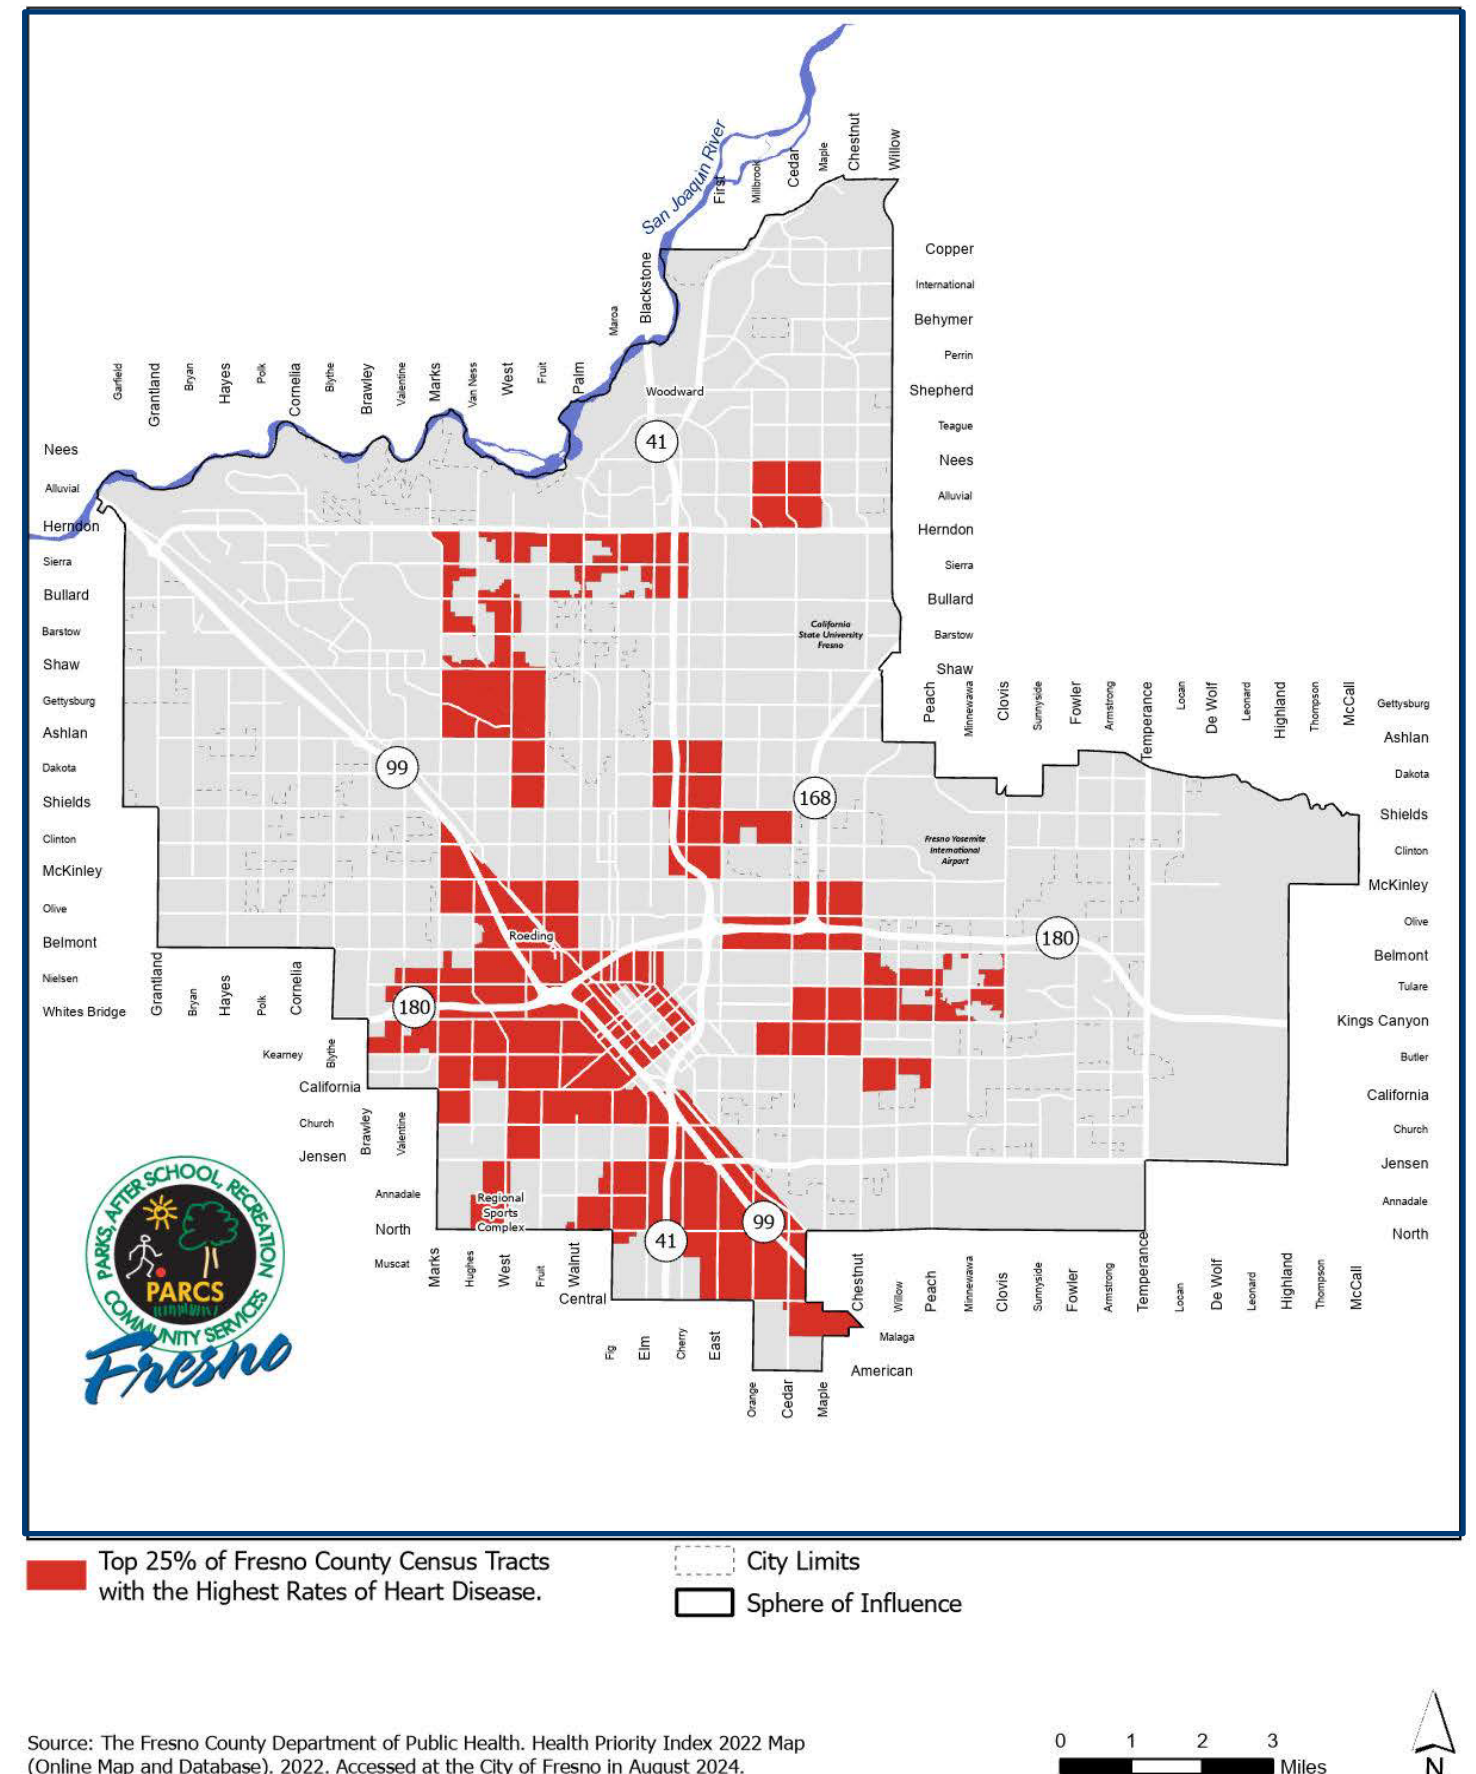 San Joaquin River
First
Millbrook
Cedar
Maple
Chestnut
Willow
Blackstone
Maroa
Garfield
Grantland
Bryan
Hayes
Polk
Cornelia
Blythe
Brawley
Valentine
Marks
Van Ness
West
Fruit
Palm
Copper
International
Behymer
Perrin
Shepherd
Teague
Nees
Alluvial
Herndon
Sierra
Bullard
Barstow
Shaw
Woodward
41
Nees
Alluvial
Herndon
Sierra
Bullard
Barstow
Shaw
Gettysburg
Ashlan
Dakota
Shields
Clinton
McKinley
Olive
Belmont
Nielsen
Whites Bridge
California
State University
Fresno
Peach
Minnewawa
Clovis
Sunnyside
Fowler
Armstrong
Temperance
Locan
De Wolf
Leonard
Highland
Thompson
McCall
Gettysburg
Ashlan
Dakota
Shields
Clinton
McKinley
Olive
Belmont
Tulare
Kings Canyon
Butler
California
Church
Jensen
Annadale
North
99
168
Fresno Yosemite
International
Airport
Roeding
180
180
Grantland
Bryan
Hayes
Polk
Cornelia
Kearney
Blythe
California
Church
Brawley
Valentine
Jensen
Annadale
North
Muscat
Regional
Sports
Complex
41
99
Marks
Hughes
West
Fruit
Walnut
Central
Fig
Elm
Cherry
East
Orange
Cedar
Maple
Chestnut
Willow
Peach
Minnewawa
Clovis
Sunnyside
Fowler
Armstrong
Temperance
Locan
De Wolf
Leonard
Highland
Thompson
McCall
Malaga
American
PARKS, AFTER SCHOOL, RECREATION
PARCS
COMMUNITY SERVICES
Fresno
Top 25% of Fresno County Census Tracts
with the Highest Rates of Heart Disease.
City Limits
Sphere of Influence
Source: The Fresno County Department of Public Health. Health Priority Index 2022 Map
(Online Map and Database). 2022. Accessed at the City of Fresno in August 2024.
0 1 2 3
Miles
N